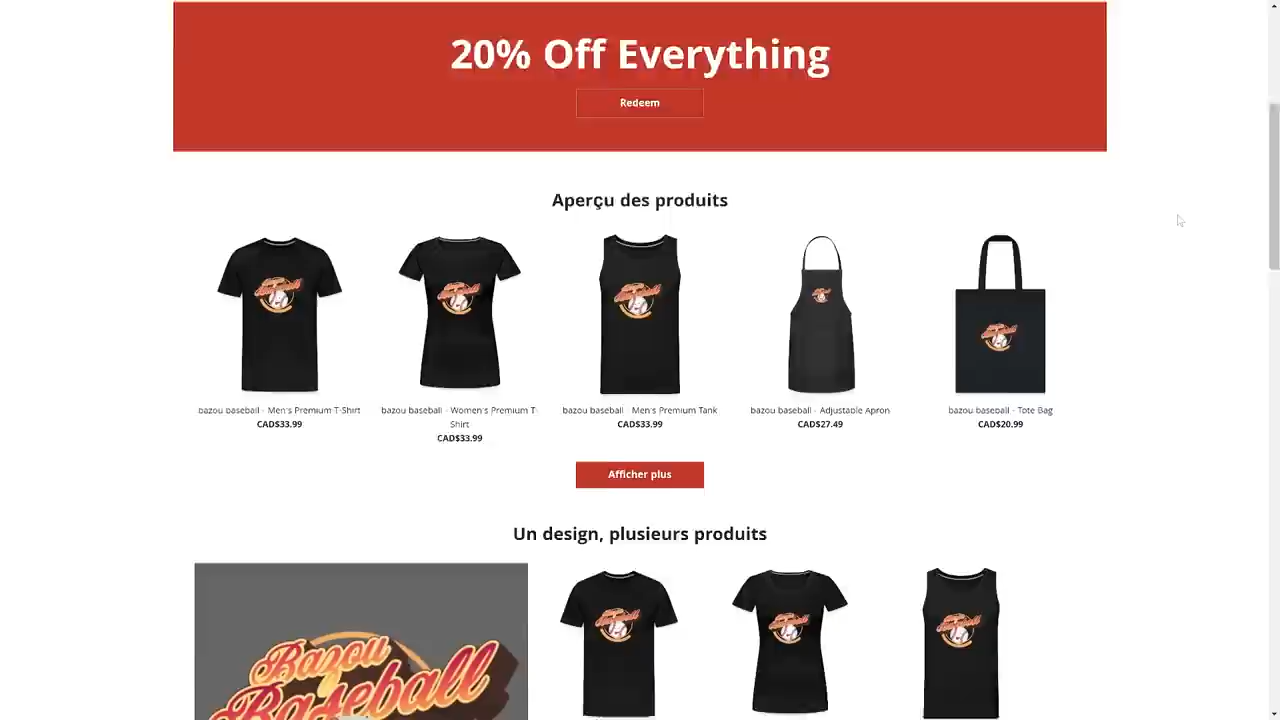 20% Off Everything
Redeem
Aperçu des produits
bazou baseball - Men's Premium T-Shirt
CAD$33.99
bazou baseball - Women's Premium T-
Shirt
CAD$33.99
bazou baseball - Men's Premium Tank
CAD$33.99
bazou baseball - Adjustable Apron
CAD$27.49
bazou baseball - Tote Bag
CAD$20.99
Afficher plus
Un design, plusieurs produits
Bazou
Baseball